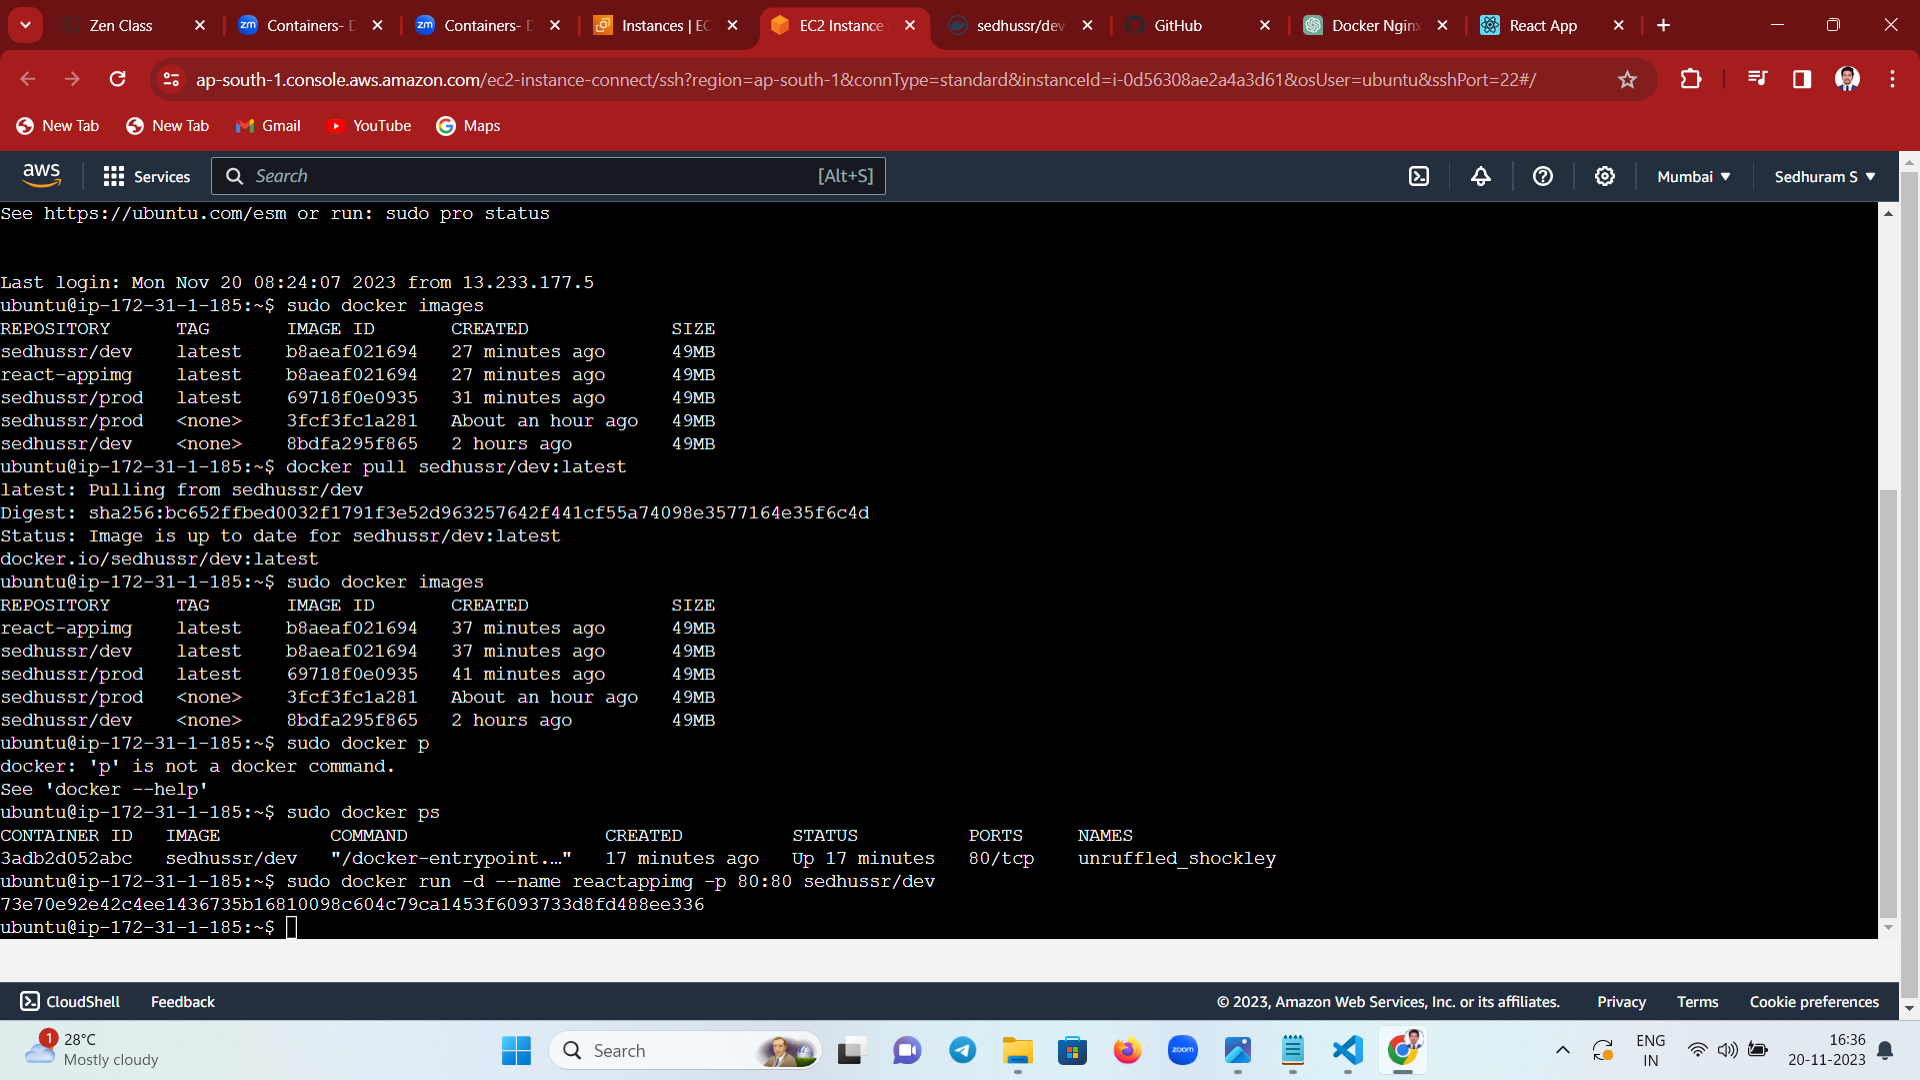 Zen Class
Containers- D
Containers- D
Instances | EC
EC2 Instance
sedhussr/dev
GitHub
Docker Nginx
React App
ap-south-1.console.aws.amazon.com/ec2-instance-connect/ssh?region=ap-south-1&connType=standard&instanceId=i-0d56308ae2a4a3d61&osUser=ubuntu&sshPort=22#/
New Tab
New Tab
Gmail
YouTube
Maps
aws
Services
Search
[Alt+S]
Mumbai
Sedhuram S
See https://ubuntu.com/esm or run: sudo pro status
Last login: Mon Nov 20 08:24:07 2023 from 13.233.177.5
ubuntu@ip-172-31-1-185:~$ sudo docker images
REPOSITORY TAG IMAGE ID CREATED SIZE
sedhussr/dev latest b8aeaf021694 27 minutes ago 49MB
react-appimg latest b8aeaf021694 27 minutes ago 49MB
sedhussr/prod latest 69718f0e0935 31 minutes ago 49MB
sedhussr/prod <none> 3fcf3fc1a281 About an hour ago 49MB
sedhussr/dev <none> 8bdfa295f865 2 hours ago 49MB
ubuntu@ip-172-31-1-185:~$ docker pull sedhussr/dev:latest
latest: Pulling from sedhussr/dev
Digest: sha256:bc652ffbed0032f1791f3e52d963257642f441cf55a74098e3577164e35f6c4d
Status: Image is up to date for sedhussr/dev:latest
docker.io/sedhussr/dev:latest
ubuntu@ip-172-31-1-185:~$ sudo docker images
REPOSITORY TAG IMAGE ID CREATED SIZE
react-appimg latest b8aeaf021694 37 minutes ago 49MB
sedhussr/dev latest b8aeaf021694 37 minutes ago 49MB
sedhussr/prod latest 69718f0e0935 41 minutes ago 49MB
sedhussr/prod <none> 3fcf3fc1a281 About an hour ago 49MB
sedhussr/dev <none> 8bdfa295f865 2 hours ago 49MB
ubuntu@ip-172-31-1-185:~$ sudo docker p
docker: 'p' is not a docker command.
See 'docker --help'
ubuntu@ip-172-31-1-185:~$ sudo docker ps
CONTAINER ID IMAGE COMMAND CREATED STATUS PORTS NAMES
3adb2d052abc sedhussr/dev "/docker-entrypoint.…" 17 minutes ago Up 17 minutes 80/tcp unruffled_shockley
ubuntu@ip-172-31-1-185:~$ sudo docker run -d --name reactappimg -p 80:80 sedhussr/dev
73e70e92e42c4ee1436735b16810098c604c79ca1453f6093733d8fd488ee336
ubuntu@ip-172-31-1-185:~$
CloudShell
Feedback
© 2023, Amazon Web Services, Inc. or its affiliates.
Privacy
Terms
Cookie preferences
1
28°C
Mostly cloudy
Search
zoom
ENG
IN
16:36
20-11-2023